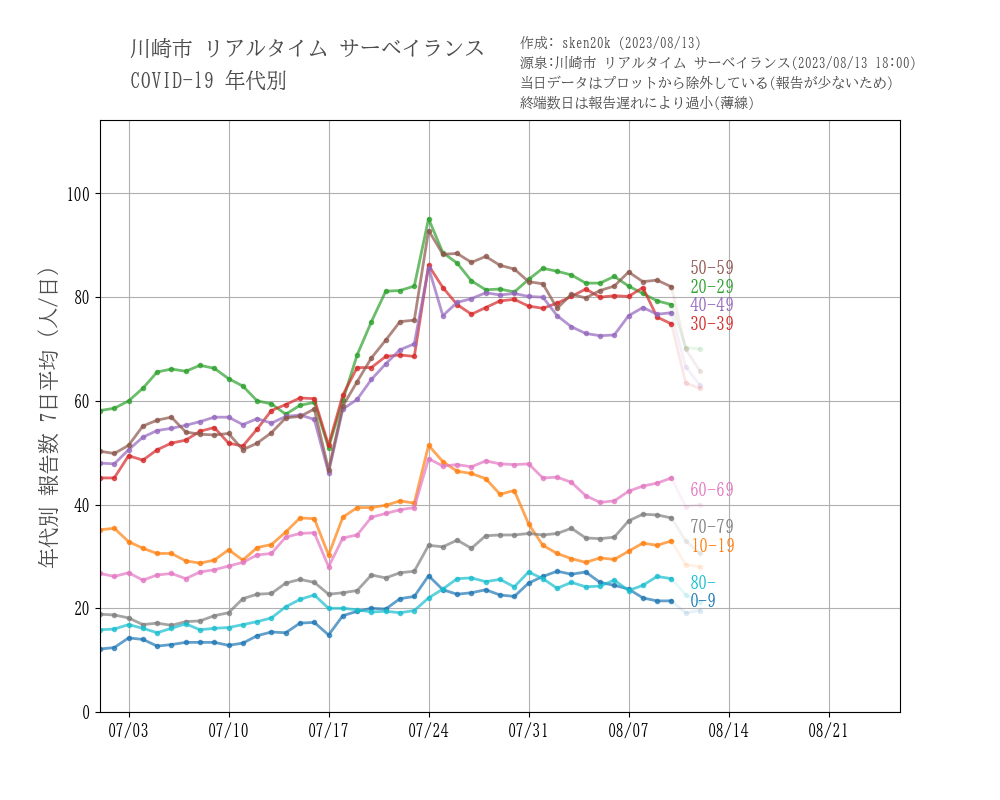 川崎市 リアルタイム サーベイランス
COVID-19 年代別
作成: sken20k (2023/08/13)
源泉:川崎市 リアルタイム サーベイランス(2023/08/13 18:00)
当日データはプロットから除外している(報告が少ないため)
終端数日は報告遅れにより過小(薄線)
年代別 報告数 7日平均 (人/日)
100
80
60
40
20
0
50-59
20-29
40-49
30-39
60-69
70-79
10-19
80-
0-9
07/03 07/10 07/17 07/24 07/31 08/07 08/14 08/21